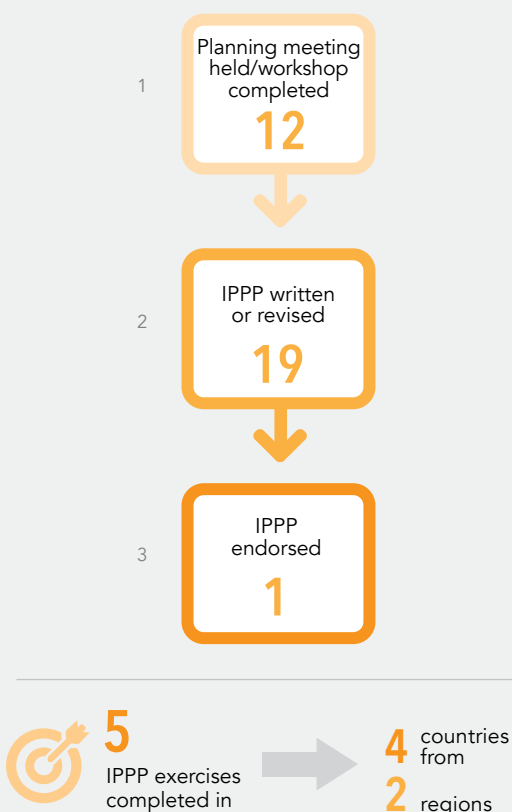 1
Planning meeting
held/workshop
completed
12
2
IPPP written
or revised
19
3
IPPP
endorsed
1
5
IPPP exercises
completed in
4 countries
from
2 regions